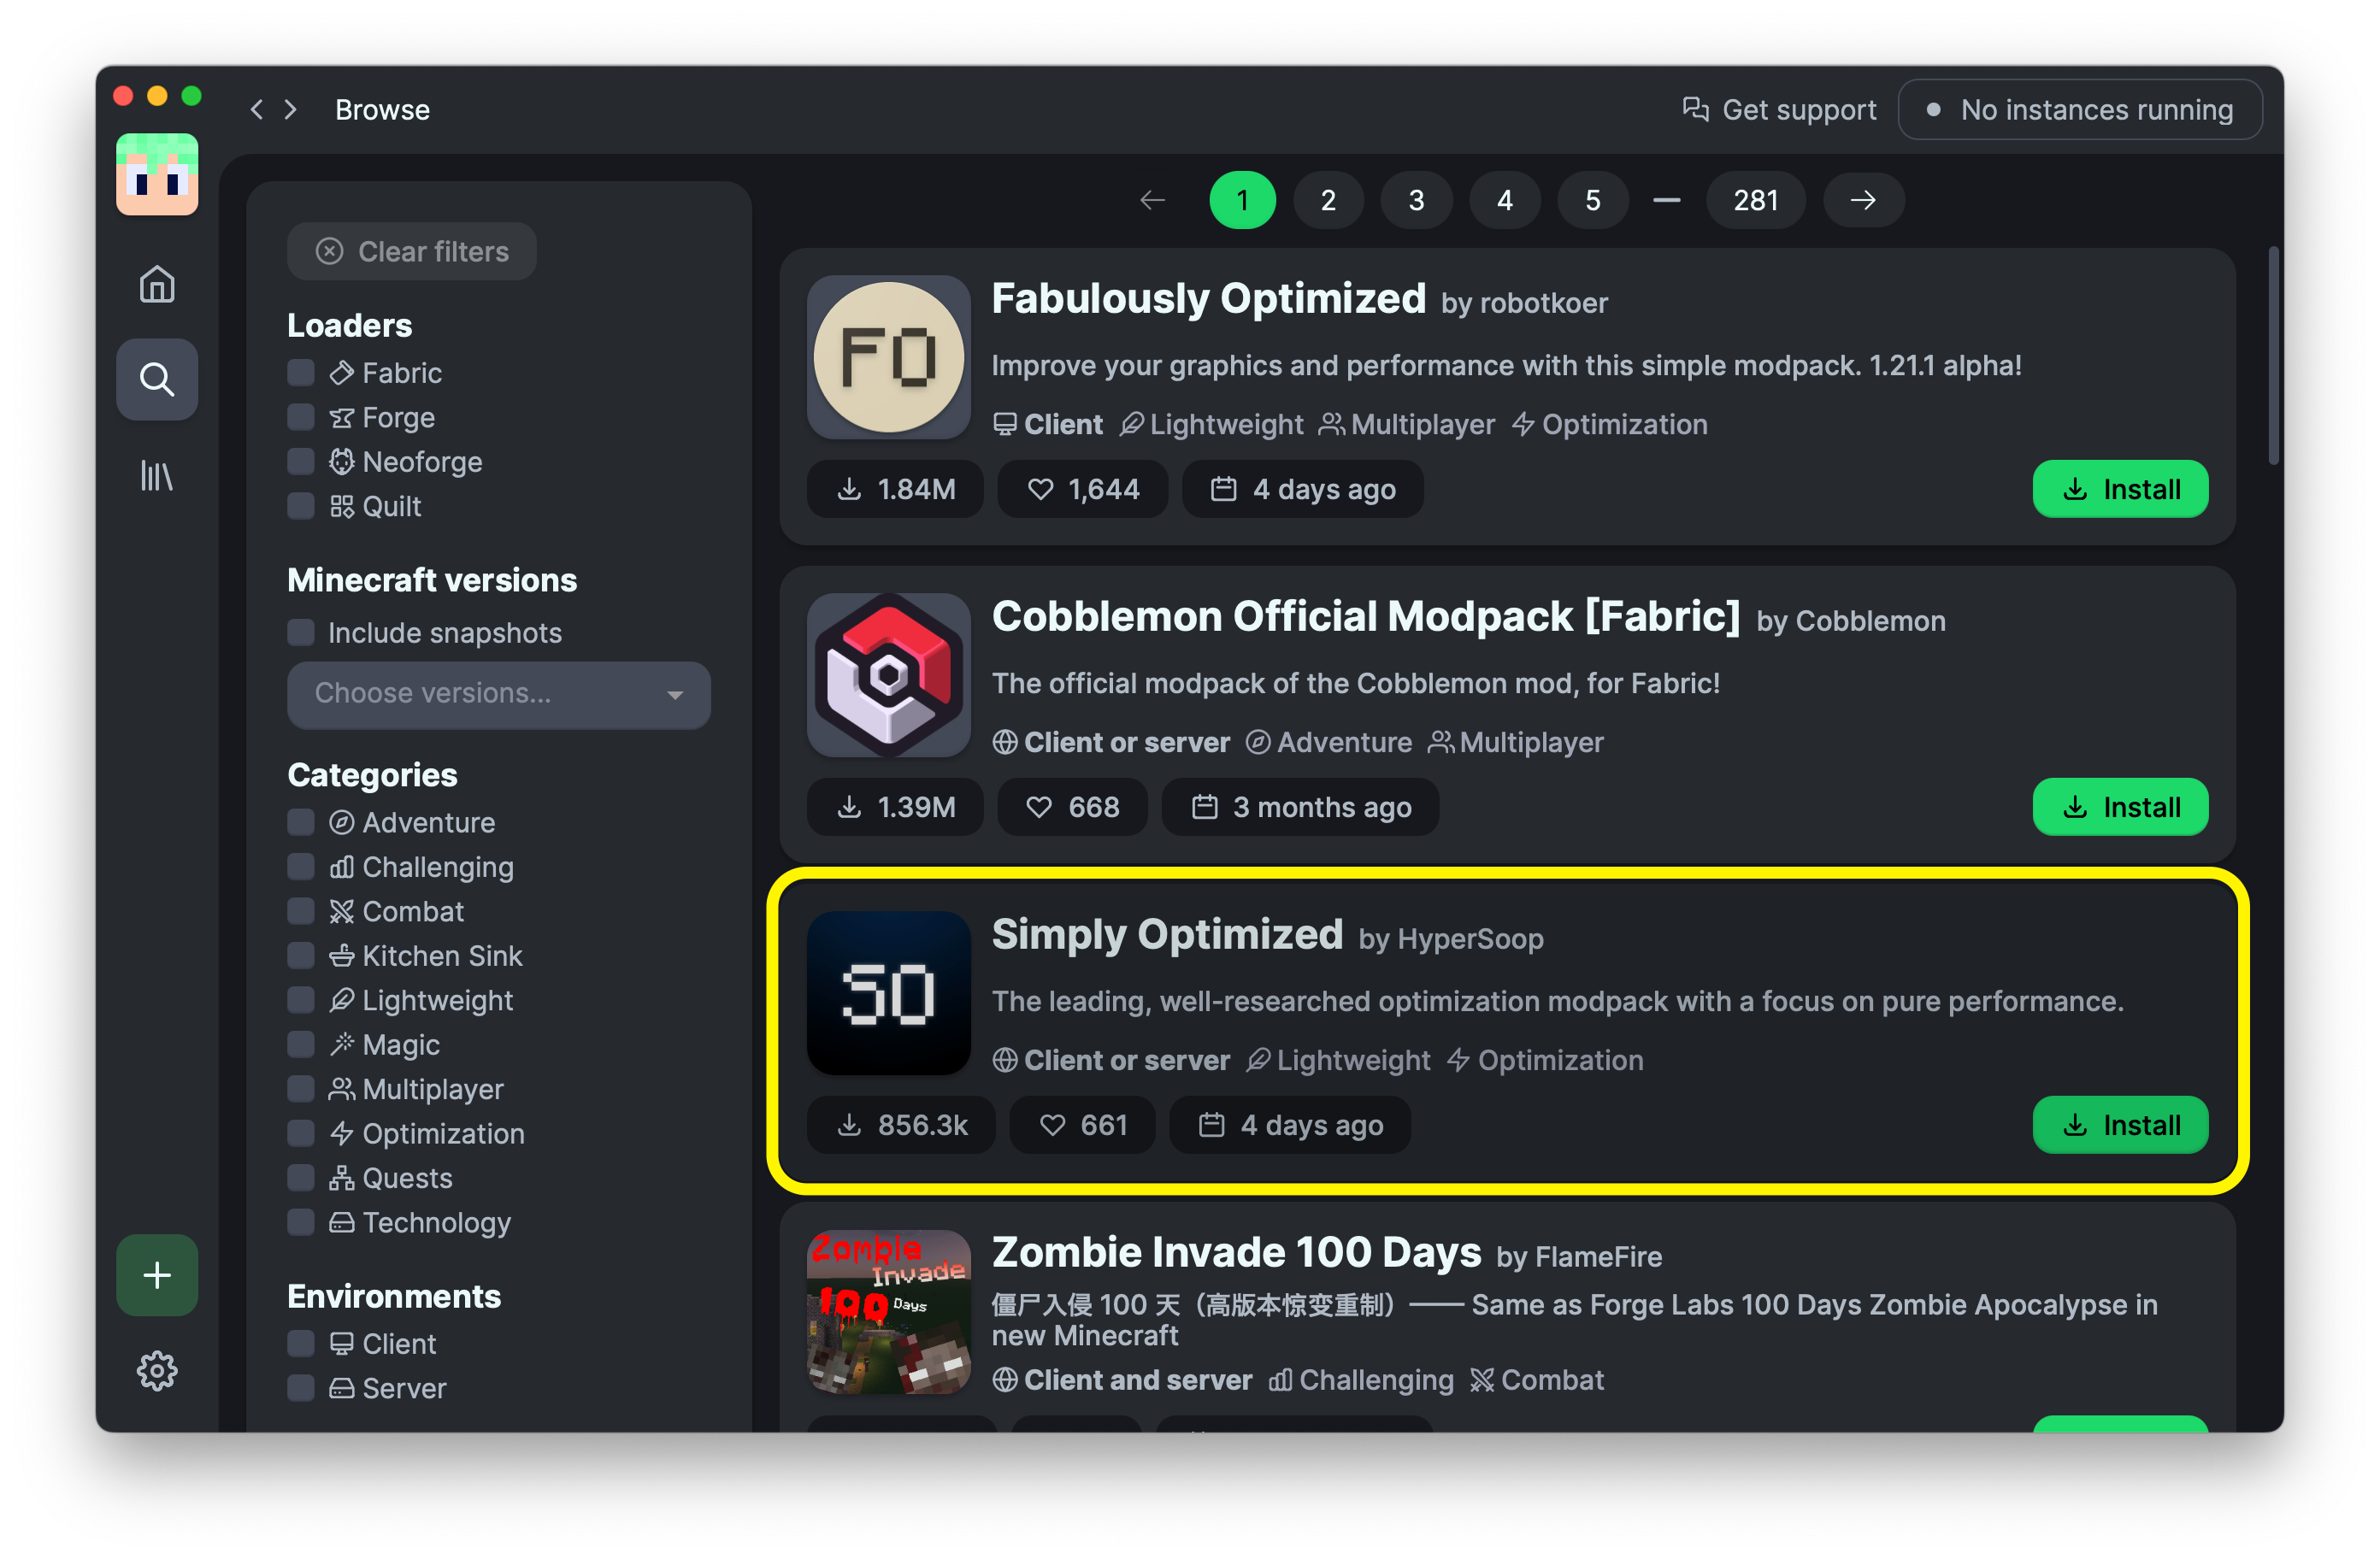 Browse
Get support
No instances running
Clear filters
Loaders
Fabric
Forge
Neoforge
Quilt
Minecraft versions
Include snapshots
Choose versions...
Categories
Adventure
Challenging
Combat
Kitchen Sink
Lightweight
Magic
Multiplayer
Optimization
Quests
Technology
Environments
Client
Server
1 2 3 4 5 — 281
FO
Fabulously Optimized by robotkoer
Improve your graphics and performance with this simple modpack. 1.21.1 alpha!
Client Lightweight Multiplayer Optimization
1.84M 1,644 4 days ago Install
Cobblemon Official Modpack [Fabric] by Cobblemon
The official modpack of the Cobblemon mod, for Fabric!
Client or server Adventure Multiplayer
1.39M 668 3 months ago Install
SO
Simply Optimized by HyperSoop
The leading, well-researched optimization modpack with a focus on pure performance.
Client or server Lightweight Optimization
856.3k 661 4 days ago Install
Zombie
Invade
100 Days
Zombie Invade 100 Days by FlameFire
僵尸入侵 100 天（高版本惊变重制）—— Same as Forge Labs 100 Days Zombie Apocalypse in
new Minecraft
Client and server Challenging Combat